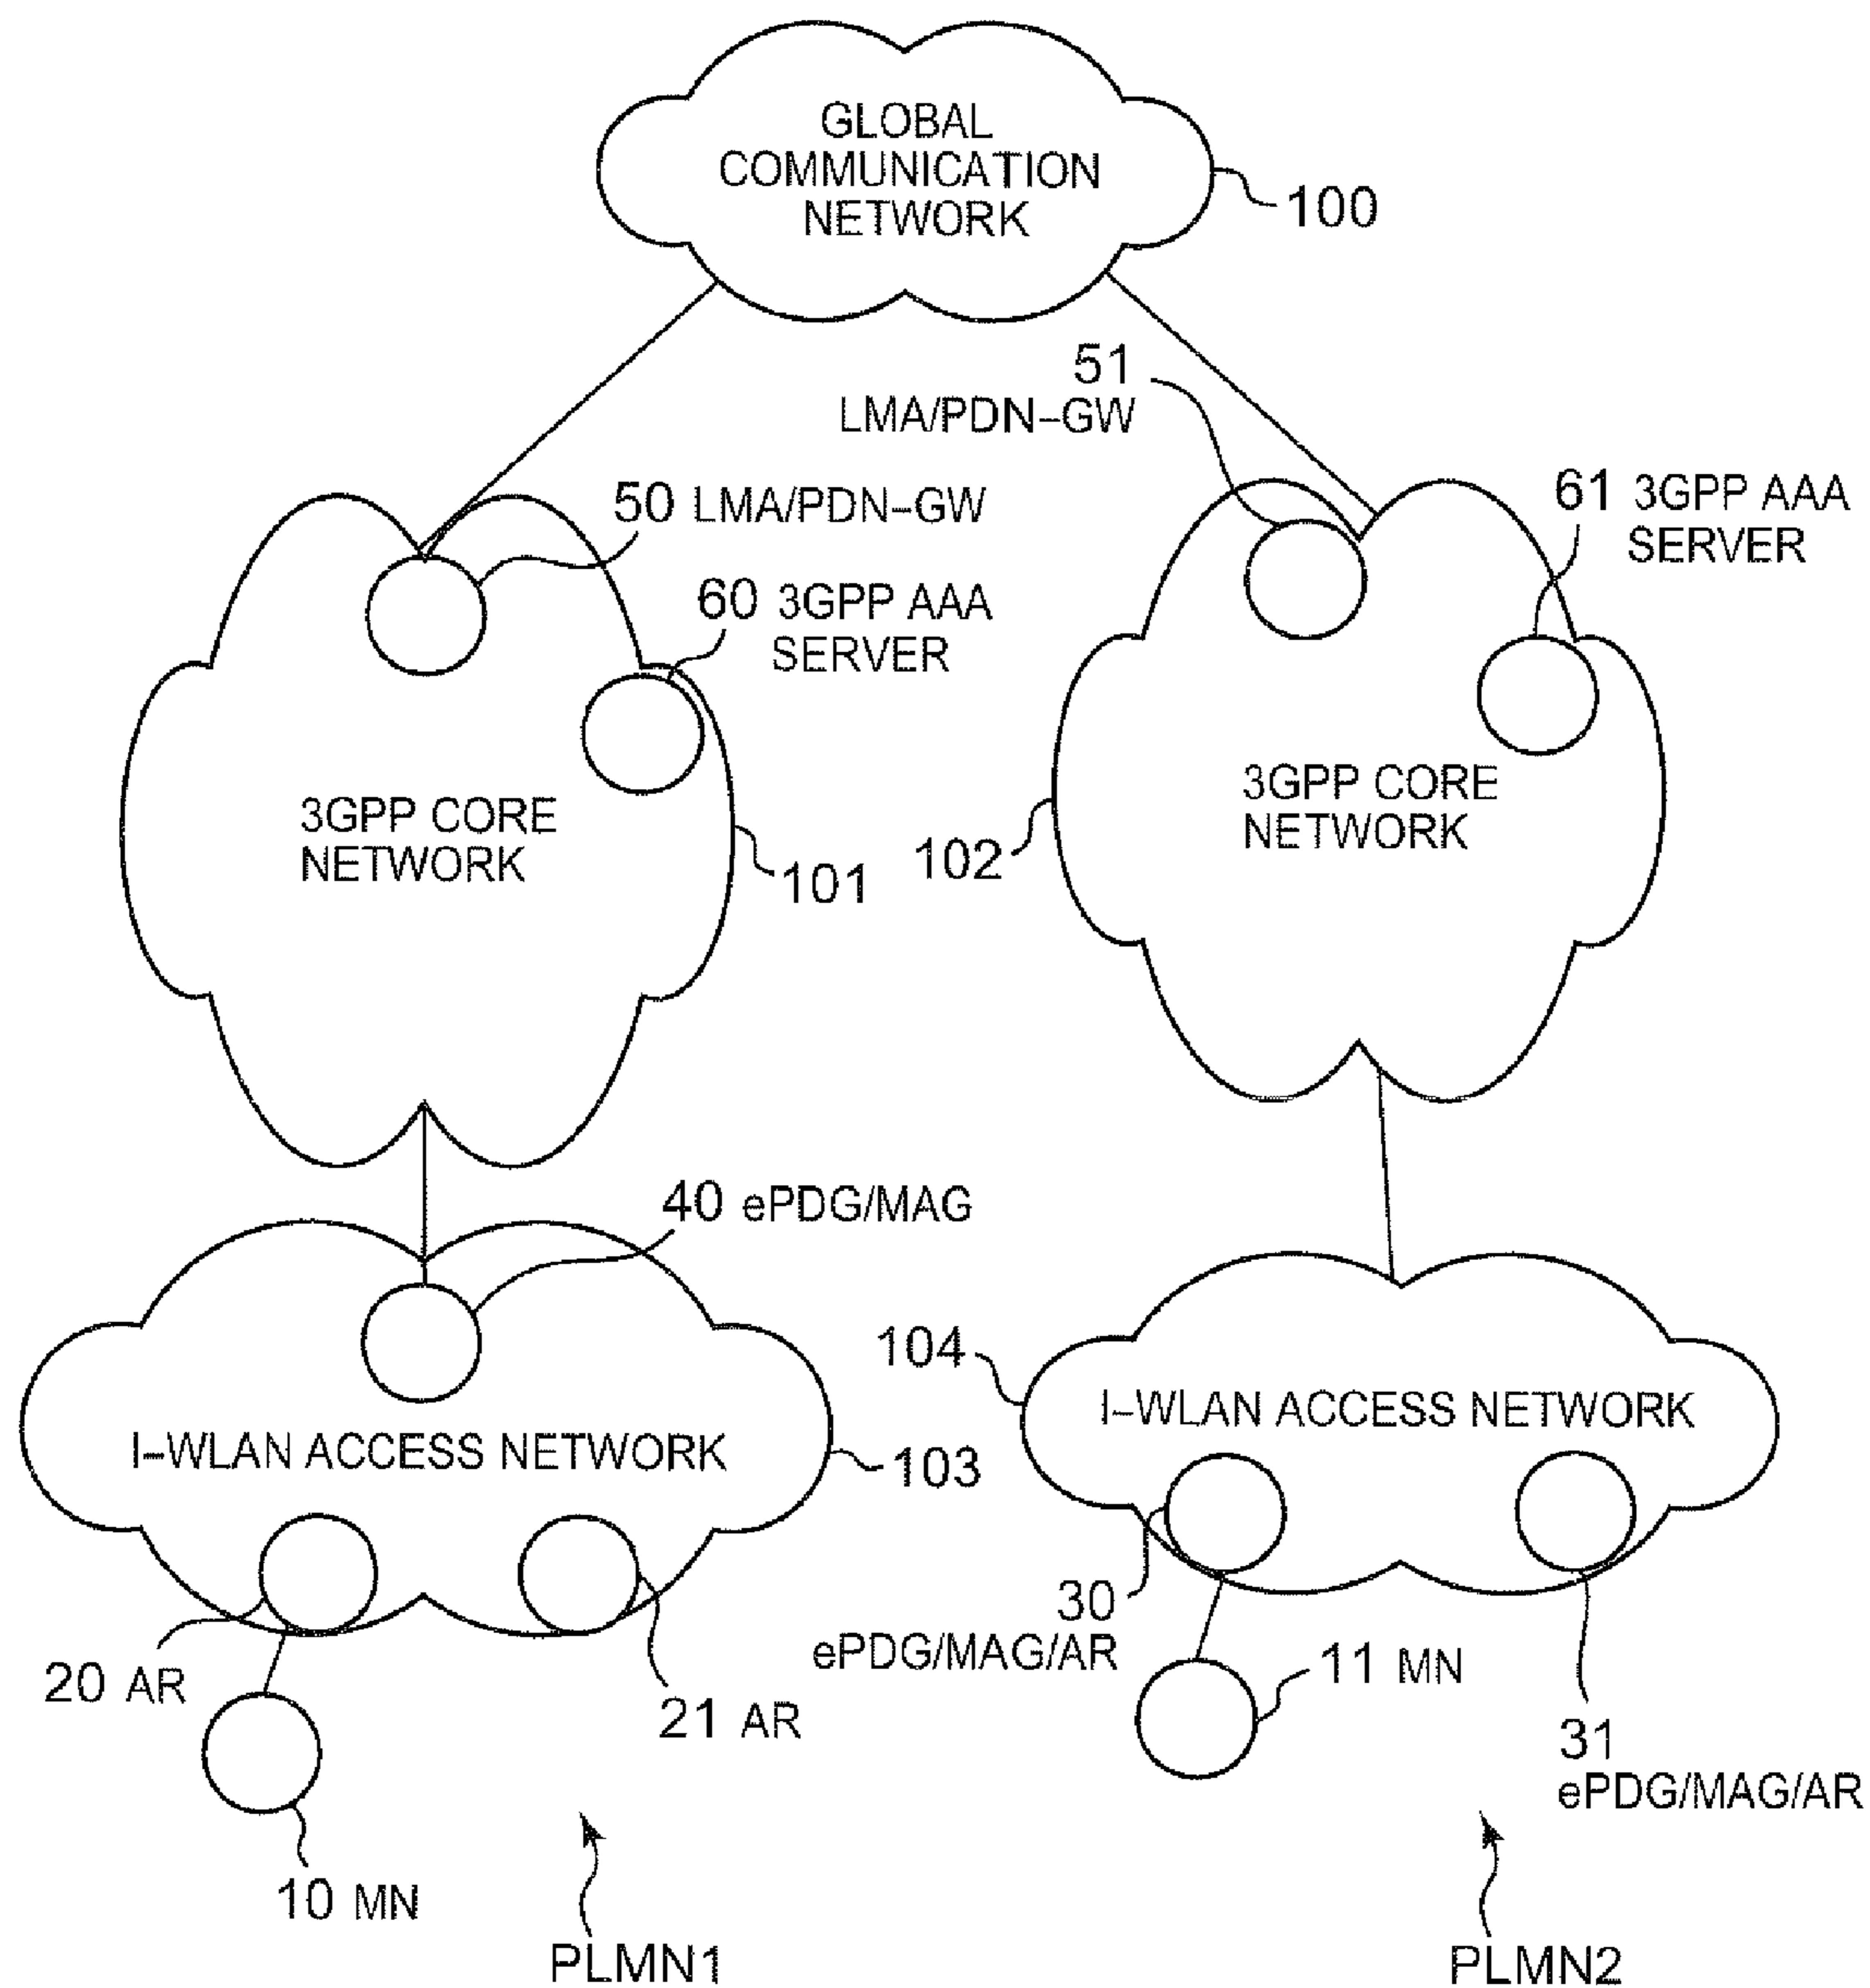 GLOBAL
COMMUNICATION
NETWORK
100
51
LMA/PDN-GW
50 LMA/PDN-GW
61 3GPP AAA
SERVER
60 3GPP AAA
SERVER
3GPP CORE
NETWORK
101
3GPP CORE
NETWORK
102
40 ePDG/MAG
104
I-WLAN ACCESS NETWORK
103
I-WLAN ACCESS NETWORK
30
ePDG/MAG/AR
20 AR
21 AR
11 MN
31
ePDG/MAG/AR
10 MN
PLMN1
PLMN2